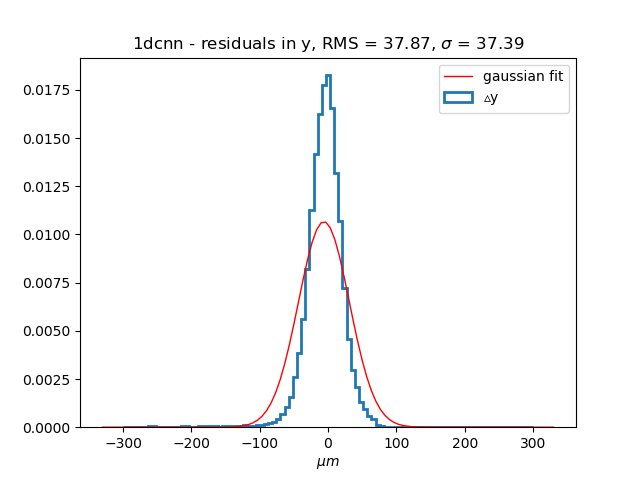 1dcnn - residuals in y, RMS = 37.87, σ = 37.39
gaussian fit
△y
0.0175
0.0150
0.0125
0.0100
0.0075
0.0050
0.0025
0.0000
−300 −200 −100 0 100 200 300
μm